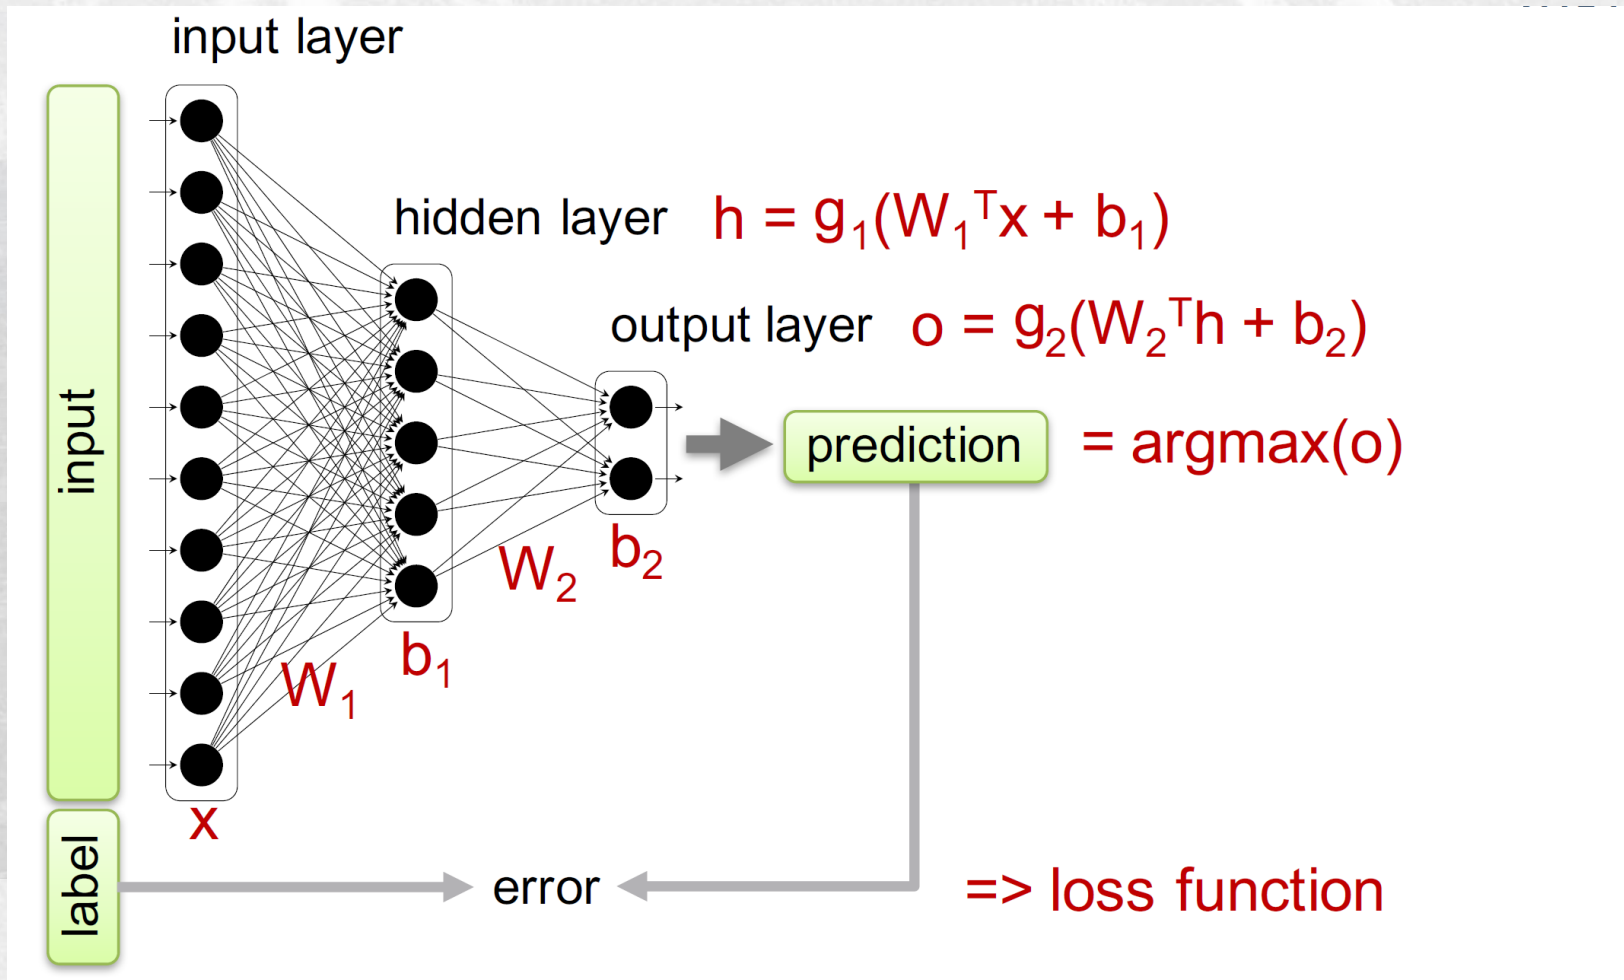 input layer
input
hidden layer h = g₁(W₁ᵀx + b₁)
output layer o = g₂(W₂ᵀh + b₂)
prediction = argmax(o)
W₂ b₂
W₁ b₁
x
label
error => loss function